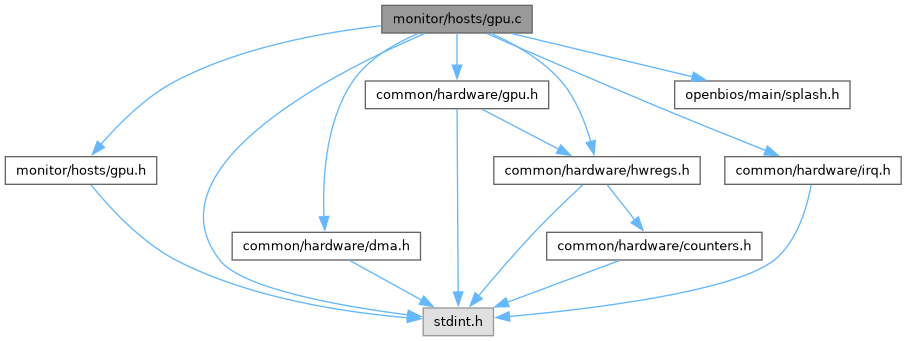 monitor/hosts/gpu.c
common/hardware/gpu.h
openbios/main/splash.h
monitor/hosts/gpu.h
common/hardware/hwregs.h
common/hardware/irq.h
common/hardware/dma.h
common/hardware/counters.h
stdint.h